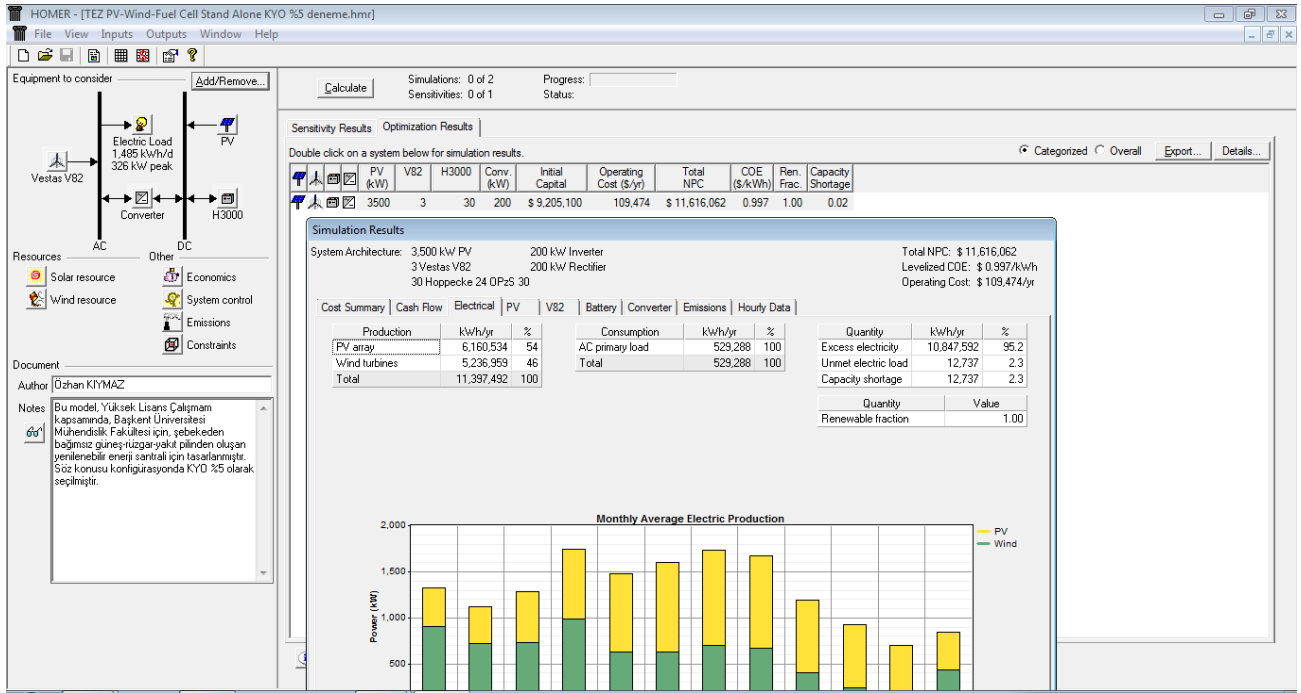 HOMER - [TEZ PV-Wind-Fuel Cell Stand Alone KYO %5 deneme.hmr]
File View Inputs Outputs Window Help
Equipment to consider
Add/Remove...
Electric Load
1,485 kWh/d
326 kW peak
PV
Vestas V82
Converter
H3000
AC
DC
Resources
Other
Solar resource
Economics
Wind resource
System control
Emissions
Constraints
Document
Author Özhan KIYMAZ
Notes
Bu model, Yüksek Lisans Çalışmam
kapsamında, Başkent Üniversitesi
Mühendislik Fakültesi için, şebekeden
bağımsız güneş-rüzgar-yakıt pilinden oluşan
yenilenebilir enerji santrali için tasarlanmıştır.
Söz konusu konfigürasyonda KYO %5 olarak
seçilmiştir.
Calculate
Simulations: 0 of 2
Progress:
Sensitivities: 0 of 1
Status:
Sensitivity Results Optimization Results
Double click on a system below for simulation results.
Categorized Overall Export... Details...
PV (kW) V82 H3000 Conv. (kW) Initial Capital Operating Cost ($/yr) Total NPC COE ($/kWh) Ren. Frac. Capacity Shortage
3500 3 30 200 $ 9,205,100 109,474 $ 11,616,062 0.997 1.00 0.02
Simulation Results
System Architecture: 3,500 kW PV 200 kW Inverter
3 Vestas V82 200 kW Rectifier
30 Hoppecke 24 OPzS 30
Total NPC: $ 11,616,062
Levelized COE: $ 0.997/kWh
Operating Cost: $ 109,474/yr
Cost Summary Cash Flow Electrical PV V82 Battery Converter Emissions Hourly Data
Production kWh/yr %
PV array 6,160,534 54
Wind turbines 5,236,959 46
Total 11,397,492 100
Consumption kWh/yr %
AC primary load 529,288 100
Total 529,288 100
Quantity kWh/yr %
Excess electricity 10,847,592 95.2
Unmet electric load 12,737 2.3
Capacity shortage 12,737 2.3
Quantity Value
Renewable fraction 1.00
Monthly Average Electric Production
2,000
1,500
1,000
500
Power (kW)
PV
Wind